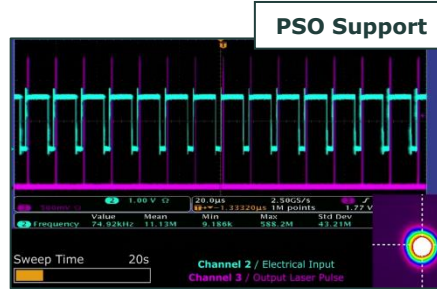 PSO Support
2 1.00 V Ω 20.0µs 2.50GS/s
1M points 1.77 V
Value Mean Min Max Std Dev
2 Frequency 74.92kHz 11.13M 9.186k 588.2M 43.21M
Sweep Time 20s
Channel 2 / Electrical Input
Channel 3 / Output Laser Pulse